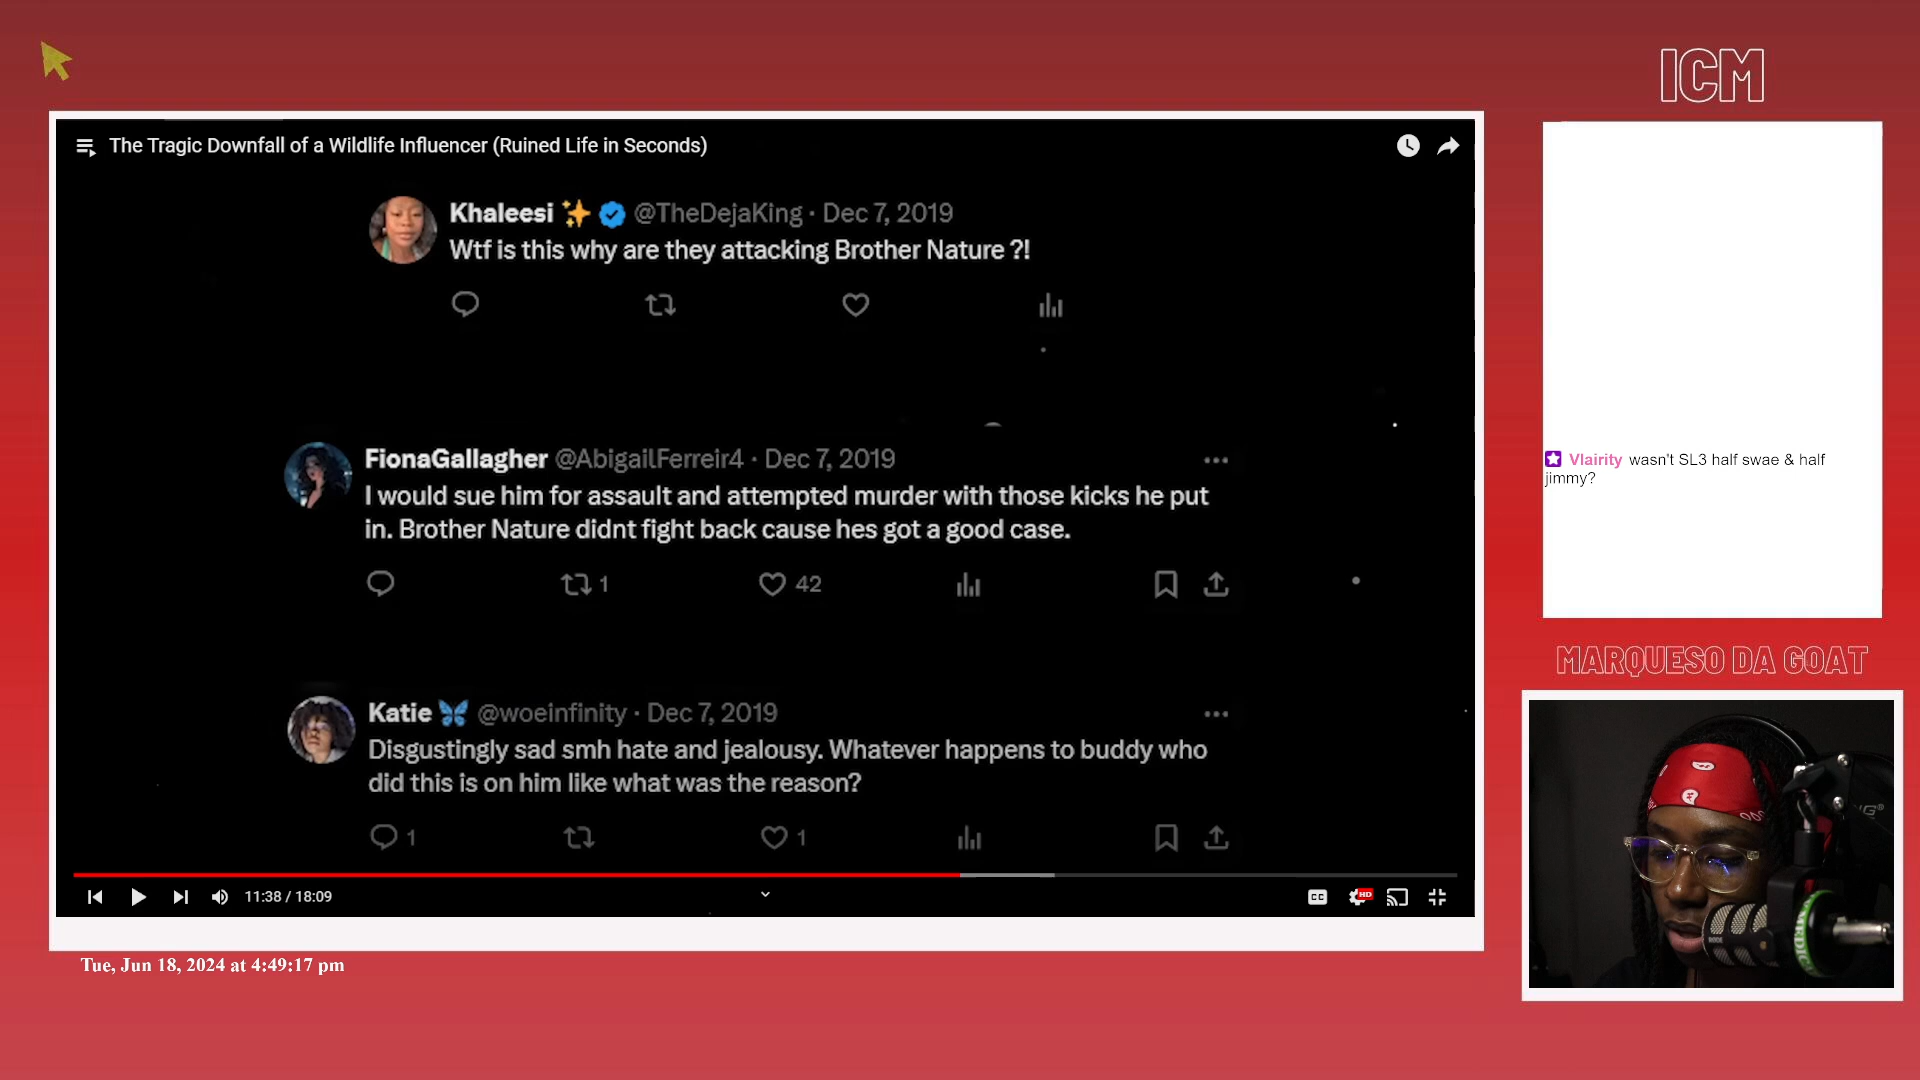 ICM
The Tragic Downfall of a Wildlife Influencer (Ruined Life in Seconds)
Khaleesi ✨ @TheDejaKing · Dec 7, 2019
Wtf is this why are they attacking Brother Nature ?!
FionaGallagher @AbigailFerreir4 · Dec 7, 2019
I would sue him for assault and attempted murder with those kicks he put
in. Brother Nature didnt fight back cause hes got a good case.
1 42
Katie 🦋 @woeinfinity · Dec 7, 2019
Disgustingly sad smh hate and jealousy. Whatever happens to buddy who
did this is on him like what was the reason?
1 1
11:38 / 18:09
CC HD
Tue, Jun 18, 2024 at 4:49:17 pm
Vlairity wasn't SL3 half swae & half
jimmy?
MARQUESO DA GOAT